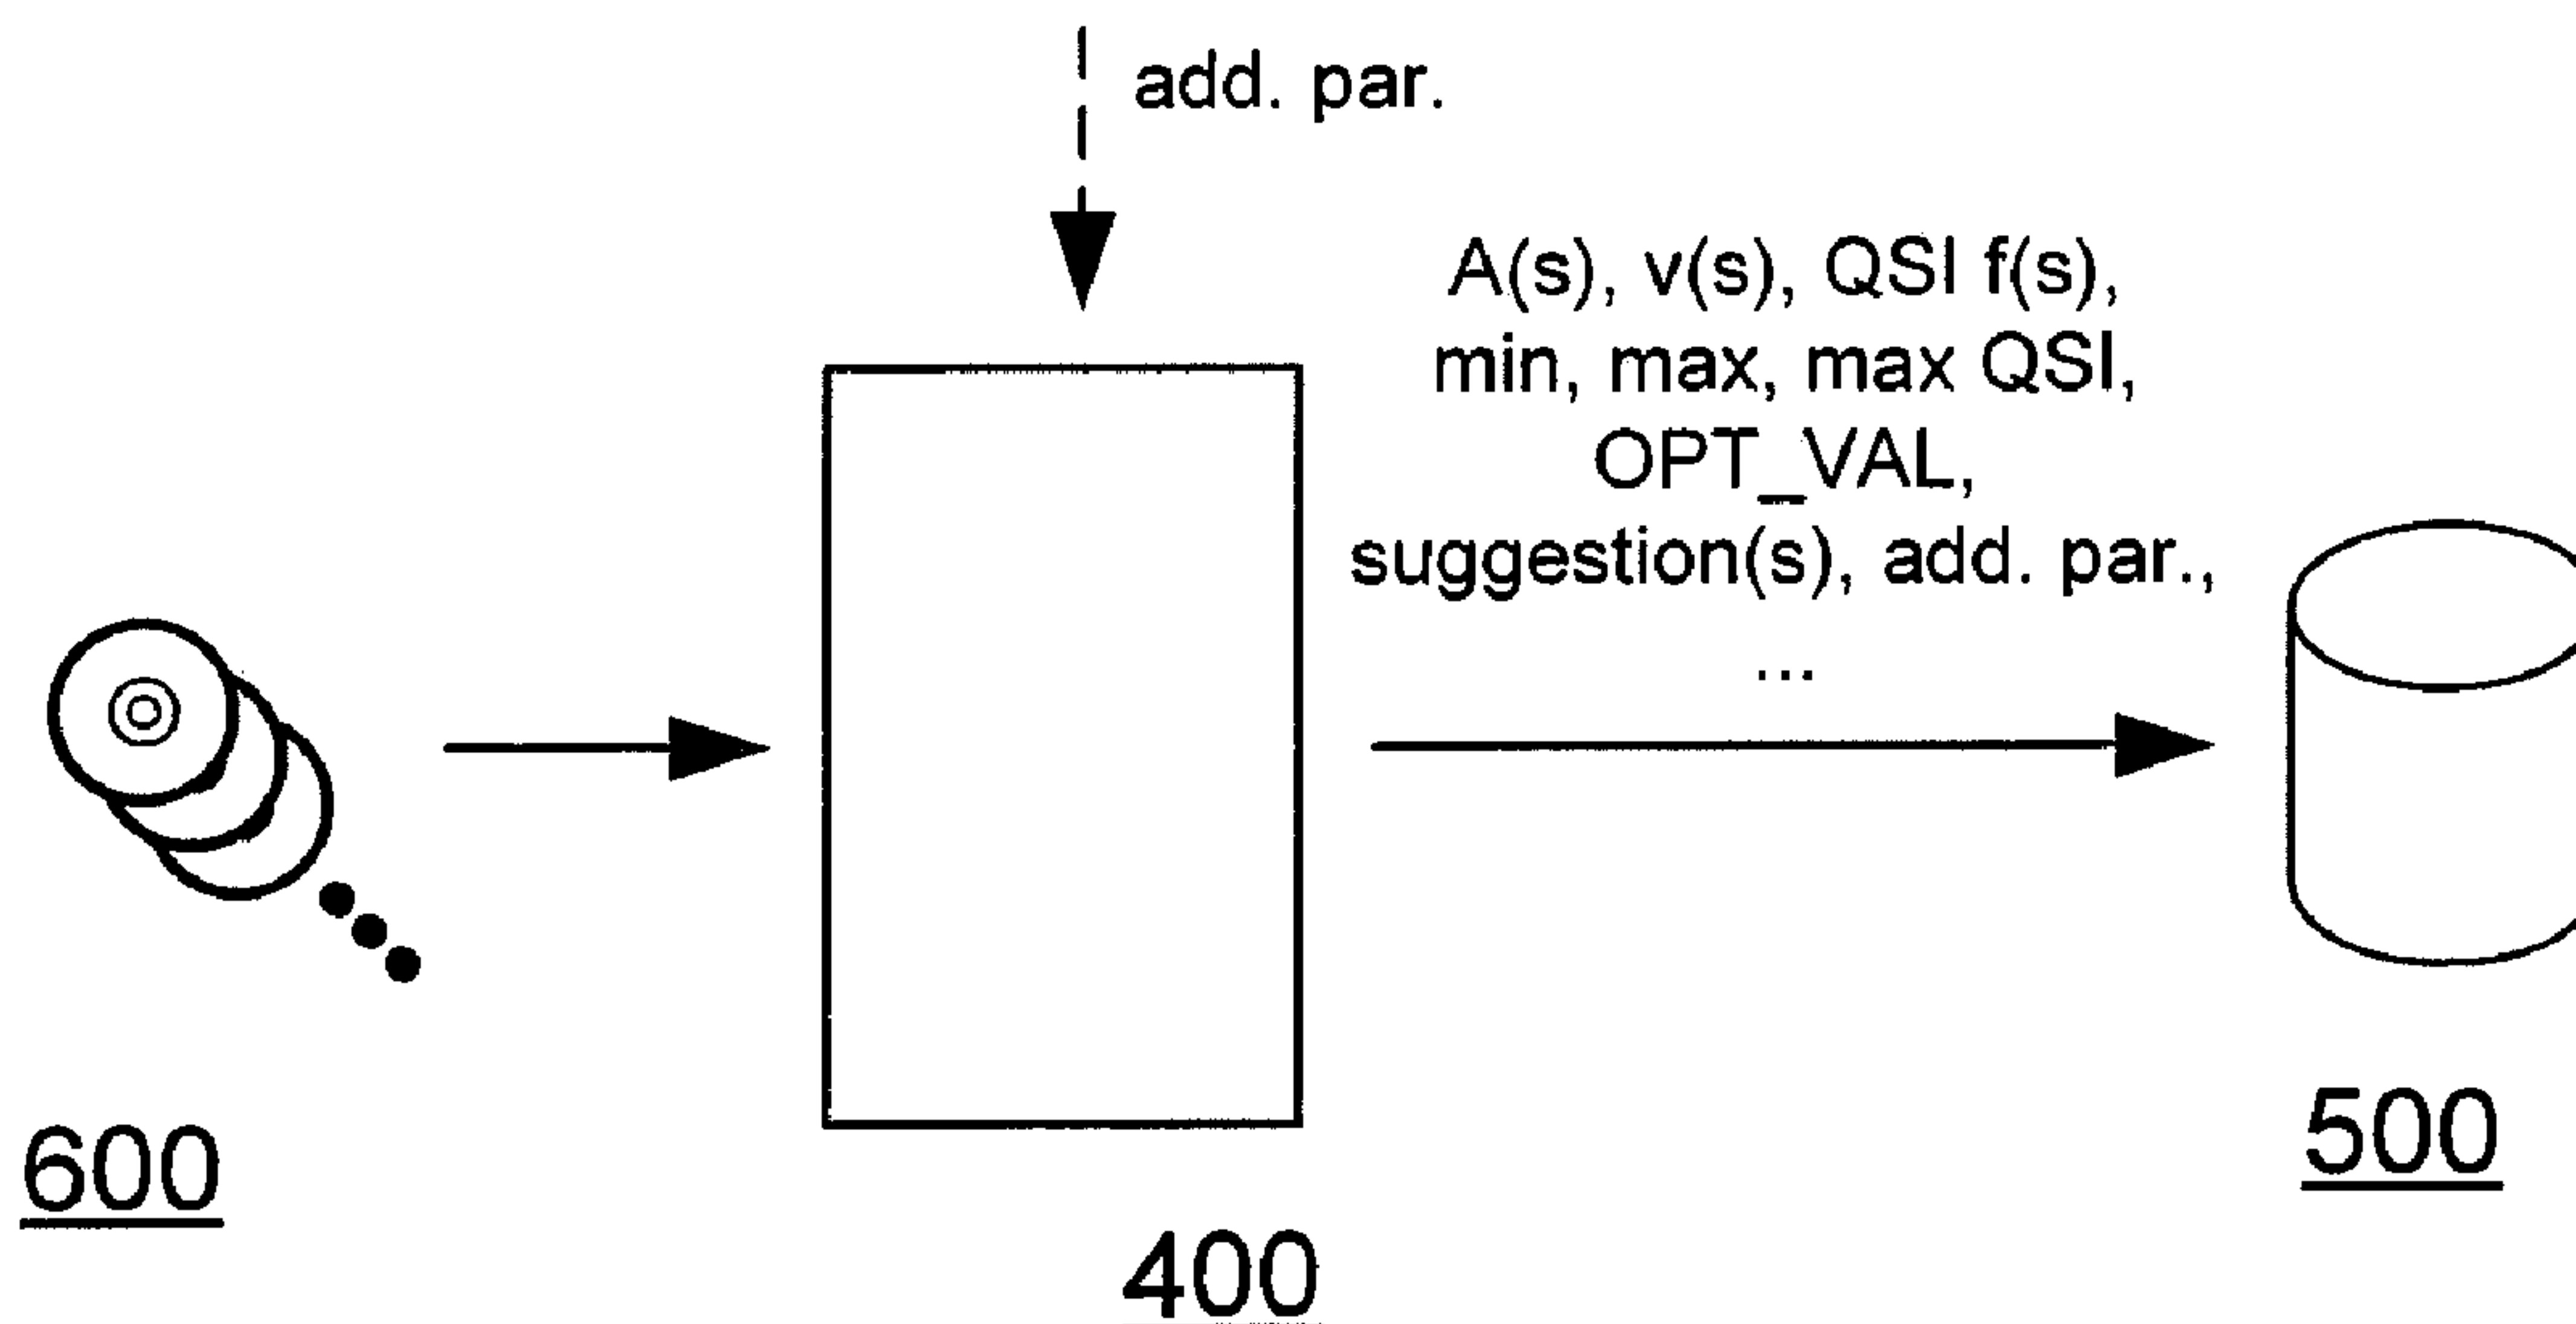 add. par.
A(s), v(s), QSI f(s),
min, max, max QSI,
OPT_VAL,
suggestion(s), add. par.,
...
600
400
500